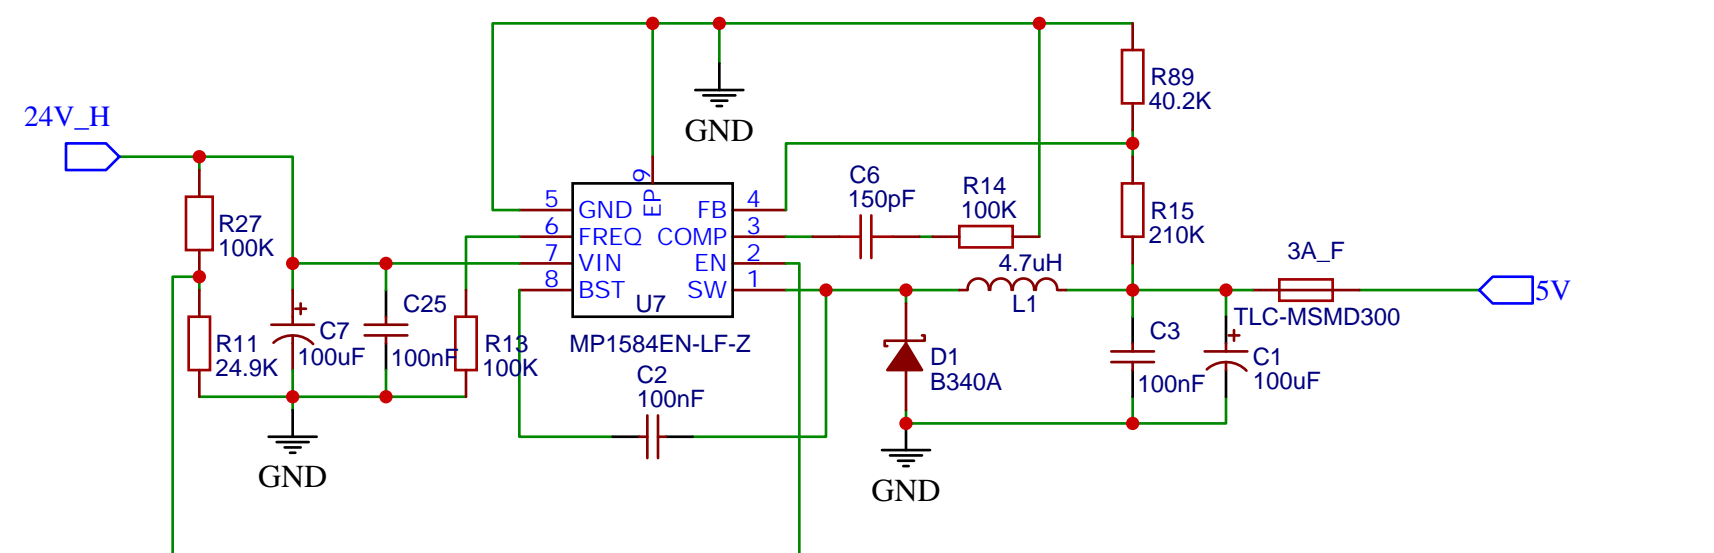 24V_H
R27
100K
R11
24.9K
C7
100uF
+
GND
C25
100nF
R13
100K
5
6
7
8
GND
FREQ
VIN
BST
9
EP
FB
COMP
EN
SW
4
3
2
1
U7
MP1584EN-LF-Z
C2
100nF
GND
C6
150pF
R14
100K
4.7uH
L1
R89
40.2K
R15
210K
D1
B340A
GND
C3
100nF
+
C1
100uF
3A_F
TLC-MSMD300
5V